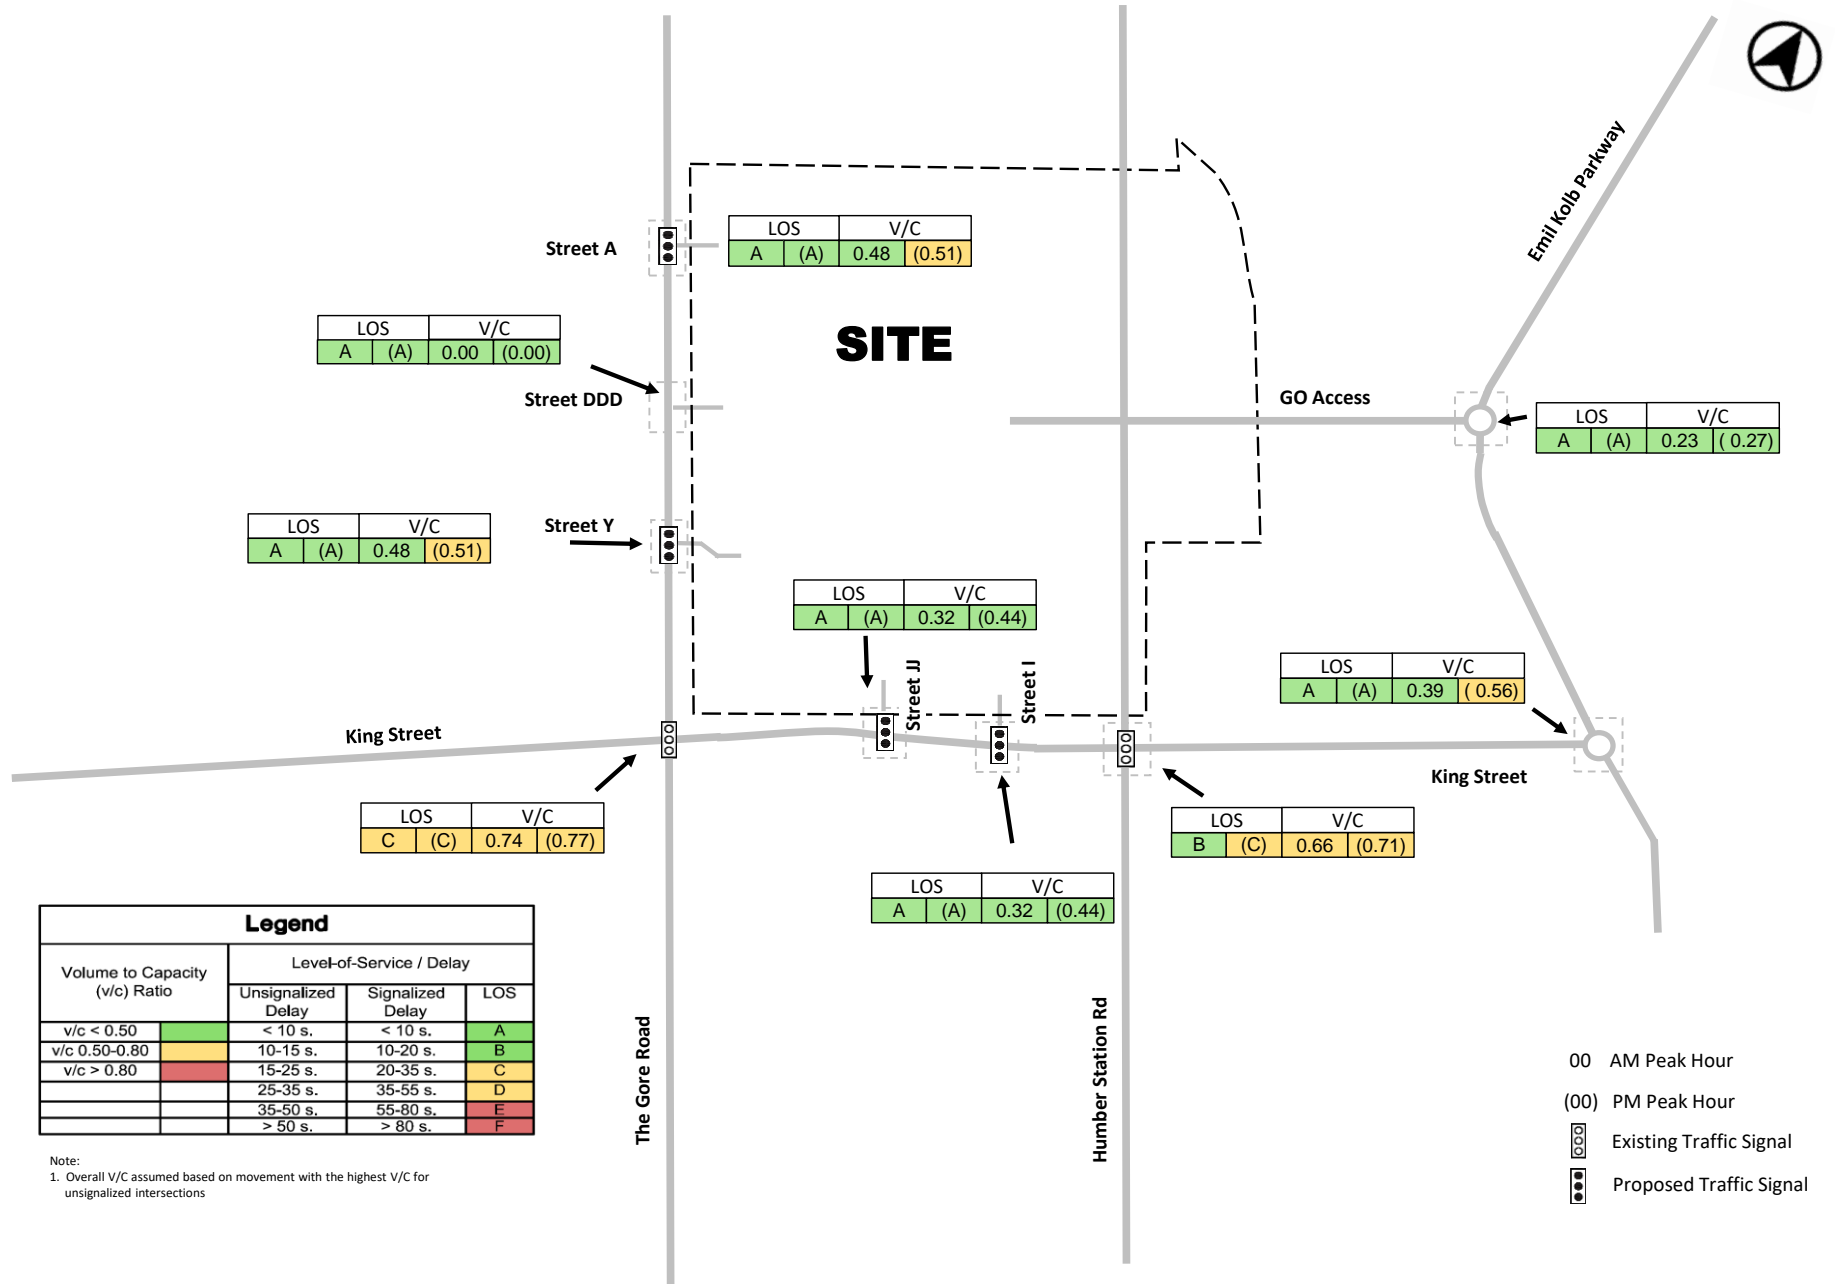 Emil Kolb Parkway
Street A
LOS V/C
A (A) 0.48 (0.51)
LOS V/C
A (A) 0.00 (0.00)
SITE
Street DDD
GO Access
LOS V/C
A (A) 0.23 ( 0.27)
Street Y
LOS V/C
A (A) 0.48 (0.51)
LOS V/C
A (A) 0.32 (0.44)
Street JJ
Street I
LOS V/C
A (A) 0.39 ( 0.56)
King Street
King Street
LOS V/C
C (C) 0.74 (0.77)
LOS V/C
B (C) 0.66 (0.71)
LOS V/C
A (A) 0.32 (0.44)
The Gore Road
Humber Station Rd
Legend
Volume to Capacity
(v/c) Ratio
Level-of-Service / Delay
Unsignalized Signalized LOS
Delay Delay
v/c < 0.50 < 10 s. < 10 s. A
v/c 0.50-0.80 10-15 s. 10-20 s. B
v/c > 0.80 15-25 s. 20-35 s. C
25-35 s. 35-55 s. D
35-50 s. 55-80 s. E
> 50 s. > 80 s. F
Note:
1. Overall V/C assumed based on movement with the highest V/C for
unsignalized intersections
00 AM Peak Hour
(00) PM Peak Hour
Existing Traffic Signal
Proposed Traffic Signal